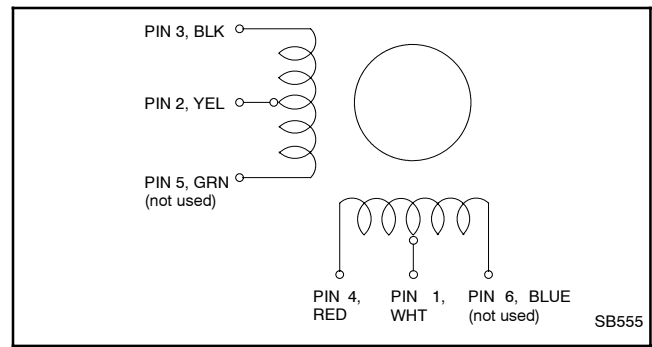 PIN 3, BLK
PIN 2, YEL
PIN 5, GRN
(not used)
PIN 4,
RED
PIN 1,
WHT
PIN 6, BLUE
(not used)
SB555